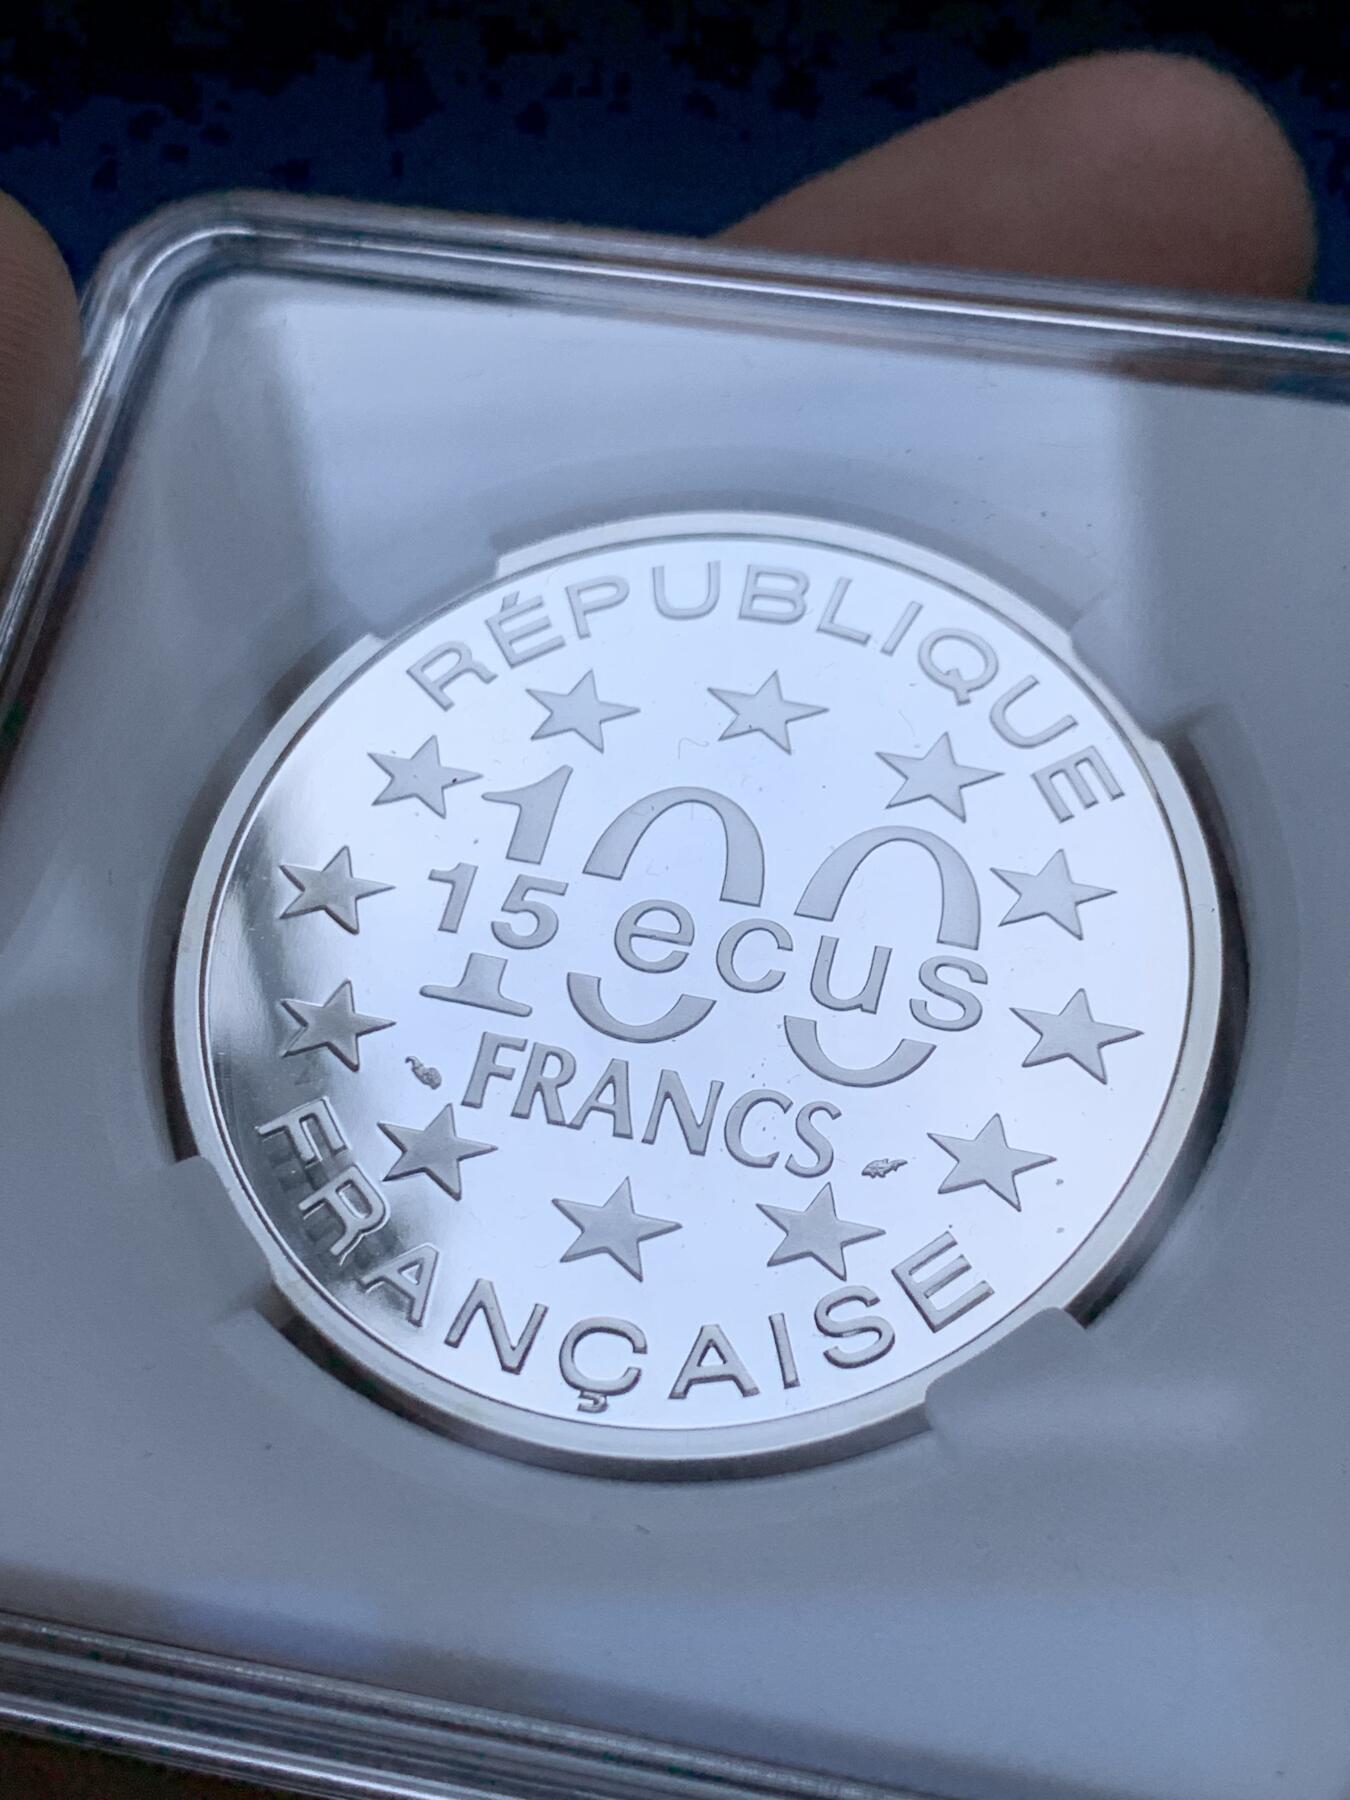 RÉPUBLIQUE
100
15 ecus
FRANCS
FRANÇAISE